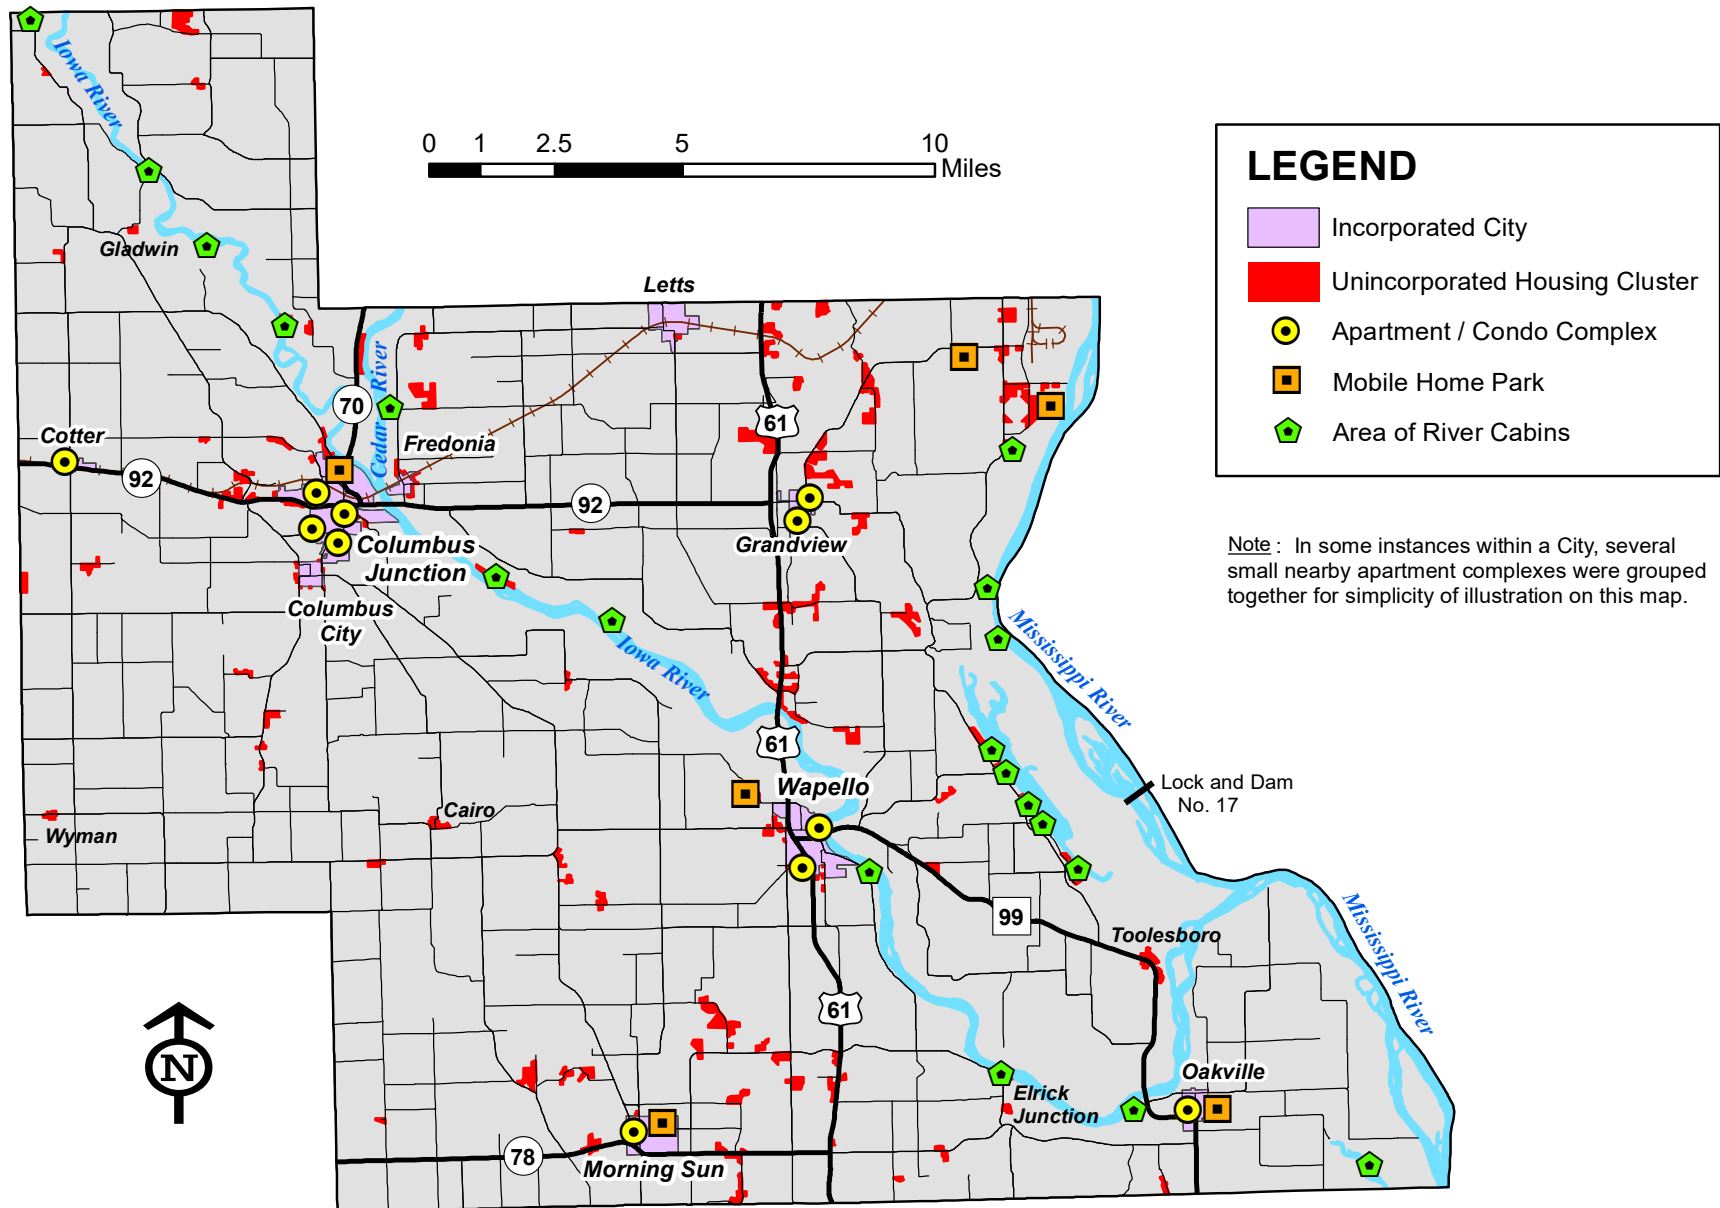 Iowa River
Gladwin
0 1 2.5 5 10
Miles
LEGEND
Incorporated City
Unincorporated Housing Cluster
Apartment / Condo Complex
Mobile Home Park
Area of River Cabins
Note : In some instances within a City, several
small nearby apartment complexes were grouped
together for simplicity of illustration on this map.
Letts
70
Cedar River
61
Cotter
Fredonia
92
92
Grandview
Columbus
Junction
Columbus
City
Iowa River
Mississippi River
61
Wapello
Lock and Dam
No. 17
Cairo
Wyman
99
Toolesboro
Mississippi River
61
N
Oakville
Elrick
Junction
78
Morning Sun